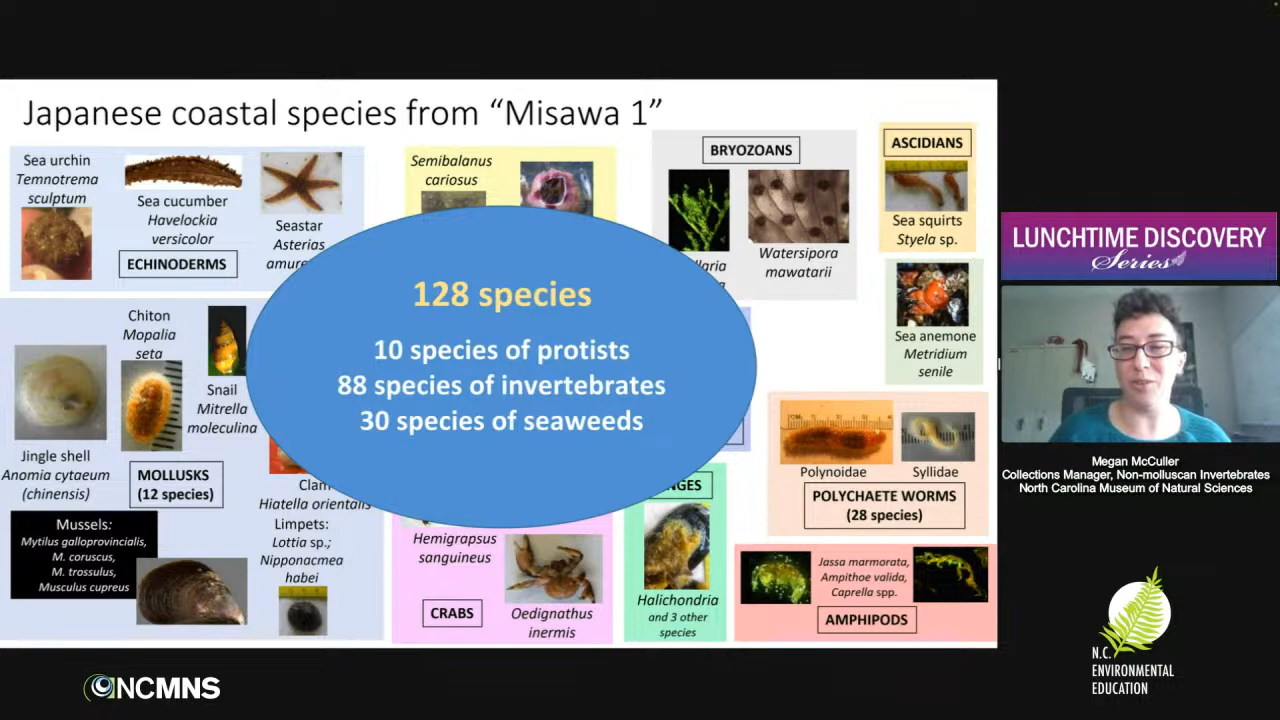 Japanese coastal species from “Misawa 1”
Sea urchin
Temnotrema
sculptum
Sea cucumber
Havelockia
versicolor
Seastar
Asterias
ECHINODERMS
Semibalanus
cariosus
BRYOZOANS
Watersipora
mawatarii
ASCIDIANS
Sea squirts
Styela sp.
Sea anemone
Metridium
senile
128 species
10 species of protists
88 species of invertebrates
30 species of seaweeds
Chiton
Mopalia
seta
Snail
Mitrella
moleculina
Jingle shell
Anomia cytaeum
(chinensis)
MOLLUSKS
(12 species)
Clam
Hiatella orientalis
Limpets:
Lottia sp.;
Nipponacmea
habei
Mussels:
Mytilus galloprovincialis,
M. coruscus,
M. trossulus,
Musculus cupreus
Hemigrapsus
sanguineus
CRABS
Oedignathus
inermis
NGES
Halichondria
and 3 other
species
Polynoidae
Syllidae
POLYCHAETE WORMS
(28 species)
Jassa marmorata,
Ampithoe valida,
Caprella spp.
AMPHIPODS
LUNCHTIME DISCOVERY
Series
Megan McCuller
Collections Manager, Non-molluscan Invertebrates
North Carolina Museum of Natural Sciences
NCMNS
N.C.
ENVIRONMENTAL
EDUCATION